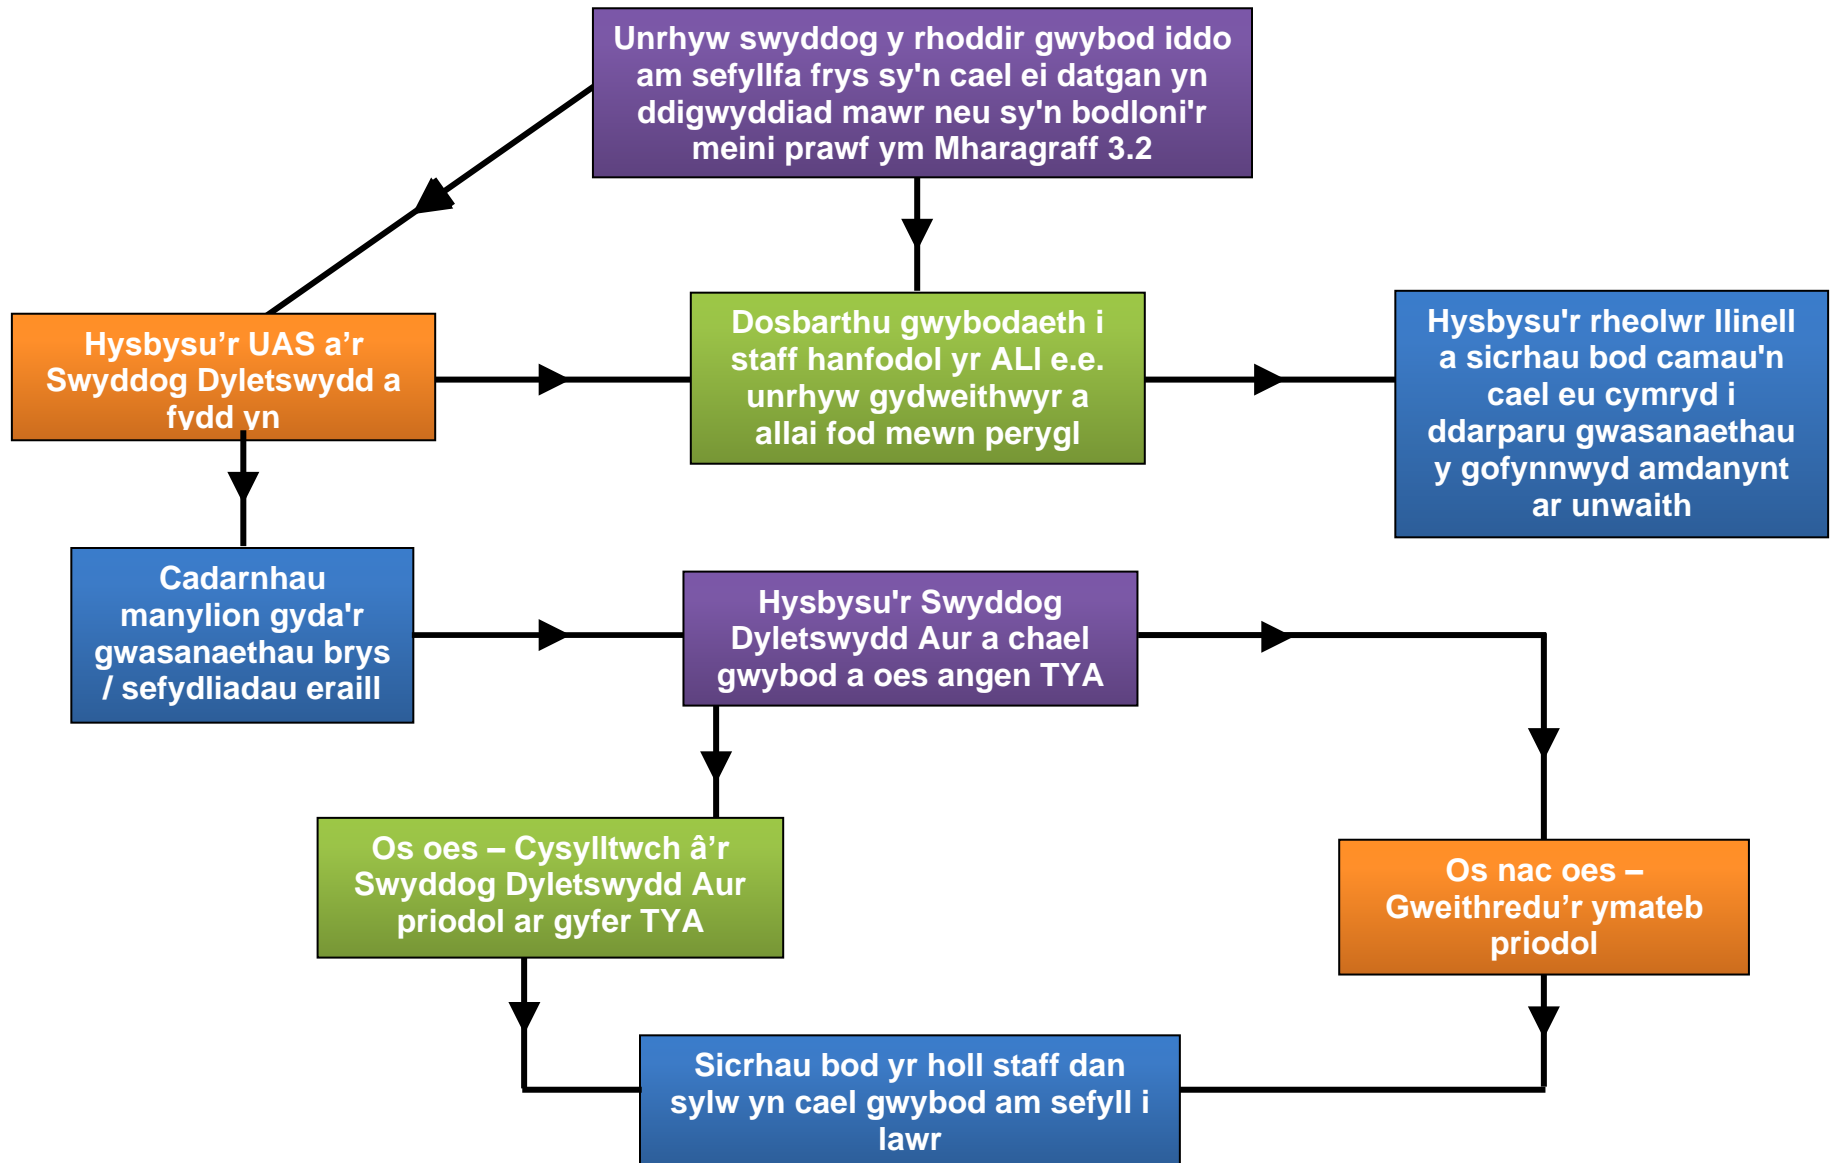 Unrhyw swyddog y rhoddir gwybod iddo
am sefyllfa frys sy'n cael ei datgan yn
ddigwyddiad mawr neu sy'n bodloni'r
meini prawf ym Mharagraff 3.2
Hysbysu’r UAS a’r
Swyddog Dyletswydd a
fydd yn
Dosbarthu gwybodaeth i
staff hanfodol yr ALI e.e.
unrhyw gydweithwyr a
allai fod mewn perygl
Hysbysu'r rheolwr llinell
a sicrhau bod camau'n
cael eu cymryd i
ddarparu gwasanaethau
y gofynnwyd amdanynt
ar unwaith
Cadarnhau
manylion gyda'r
gwasanaethau brys
/ sefydliadau eraill
Hysbysu'r Swyddog
Dyletswydd Aur a chael
gwybod a oes angen TYA
Os oes – Cysylltwch â’r
Swyddog Dyletswydd Aur
priodol ar gyfer TYA
Os nac oes –
Gweithredu’r ymateb
priodol
Sicrhau bod yr holl staff dan
sylw yn cael gwybod am sefyll i
lawr